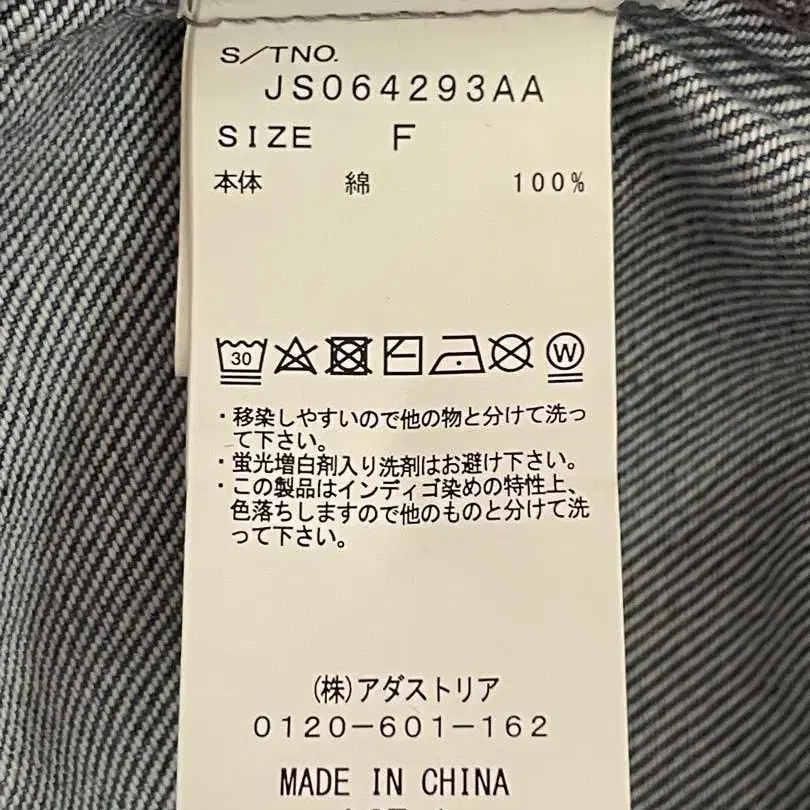 S/TNO.
JS064293AA
SIZE F
本体 綿 100%
30 W
・移染しやすいので他の物と分けて洗っ
て下さい。
・蛍光増白剤入り洗剤はお避け下さい。
・この製品はインディゴ染めの特性上、
色落ちしますので他のものと分けて洗
って下さい。
(株)アダストリア
0120-601-162
MADE IN CHINA